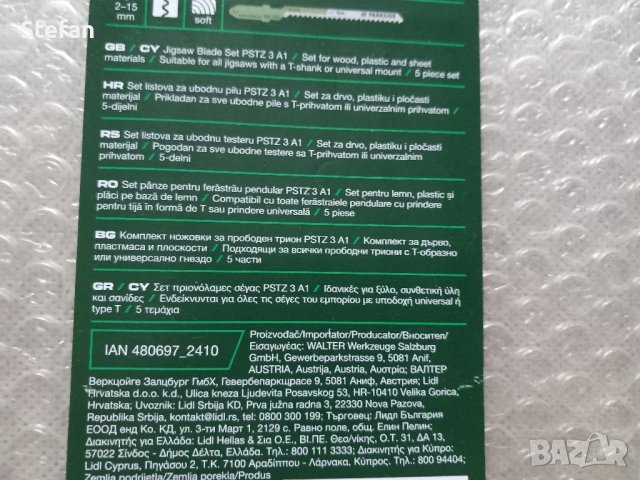 Stefan
2–15
mm
soft
PARKSIDE
GB / CY Jigsaw Blade Set PSTZ 3 A1 / Set for wood, plastic and sheet
materials / Suitable for all jigsaws with a T-shank or universal mount / 5 piece set
HR Set listova za ubodnu pilu PSTZ 3 A1 / Set za drvo, plastiku i pločasti
materijal / Prikladan za sve ubodne pile s T-prihvatom ili univerzalnim prihvatom /
5-dijelni
RS Set listova za ubodnu testeru PSTZ 3 A1 / Set za drvo, plastiku i pločasti
materijal / Pogodan za sve ubodne testere sa T-prihvatom ili univerzalnim
prihvatom / 5-delni
RO Set pânze pentru ferăstrău pendular PSTZ 3 A1 / Set pentru lemn, plastic și
plăci pe bază de lemn / Compatibil cu toate ferăstraiele pendulare cu prindere
pentru tijă în formă de T sau prindere universală / 5 piese
BG Комплект ножовки за прободен трион PSTZ 3 A1 / Комплект за дърво,
пластмаса и плоскости / Подходящи за всички прободни триони с Т-образно
или универсално гнездо / 5 части
GR / CY Σετ πριονόλαμες σέγας PSTZ 3 A1 / Ιδανικές για ξύλο, συνθετική ύλη
και σανίδες / Ενδείκνυνται για όλες τις σέγες του εμπορίου με υποδοχή universal ή
type T / 5 τεμάχια
IAN 480697_2410
Proizvođač/Importator/Producator/Вносител/
Εισαγωγέας: WALTER Werkzeuge Salzburg
GmbH, Gewerbeparkstrasse 9, 5081 Anif,
AUSTRIA, Austrija, Austria, Австрия; ВАЛТЕР
Веркцойге Залцбург ГмбХ, Гевербепаркщрасе 9, 5081 Аниф, Австрия; Lidl
Hrvatska d.o.o. k.d., Ulica kneza Ljudevita Posavskog 53, HR-10410 Velika Gorica,
Hrvatska; Uvoznik: Lidl Srbija KD, Prva južna radna 3, 22330 Nova Pazova,
Republika Srbija, kontakt@lidl.rs, tel: 0800 300 199; Търговец: Лидл България
ЕООД енд Ко. КД, ул. 3-ти Март 1, 2129 с. Равно поле, общ. Елин Пелин;
Διακινητής για Ελλάδα: Lidl Hellas & Σια Ο.Ε., ΒΙ.ΠΕ. Θεσ/νίκης, Ο.Τ. 31, ΔΑ 13,
57022 Σίνδος - Δήμος Δέλτα, Ελλάδα. Tel.: 800 111 3333; Διακινητής για Κύπρο:
Lidl Cyprus, Πηγάσου 2, Τ.Κ. 7100 Αραδίππου - Λάρνακα, Κύπρος. Tel.: 800 94404;
Zemlja podrijetla/Zemlja porekla/Produs
БАЗАР.бг